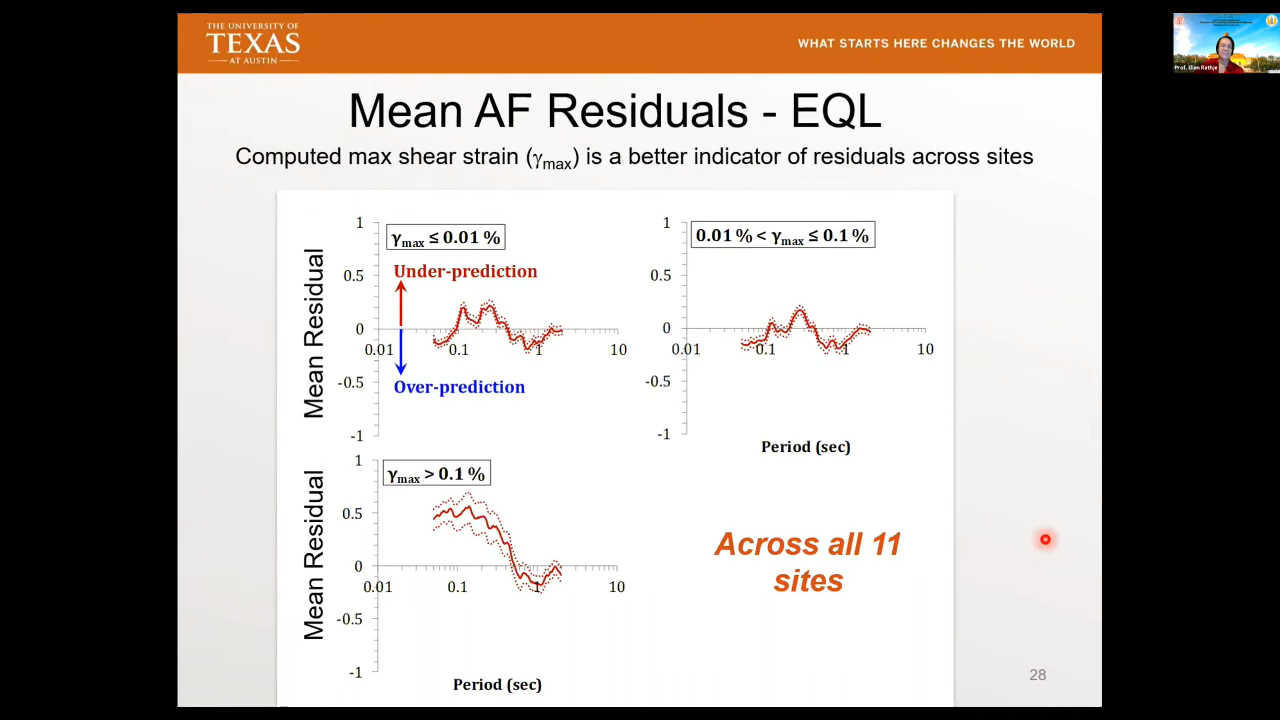 THE UNIVERSITY OF
TEXAS
AT AUSTIN
WHAT STARTS HERE CHANGES THE WORLD
Prof. Ellen Rathje
Mean AF Residuals - EQL
Computed max shear strain (γmax) is a better indicator of residuals across sites
Mean Residual
1
0.5
0
-0.5
-1
0.01
0.1
1
10
γmax ≤ 0.01 %
Under-prediction
Over-prediction
1
0.5
0
-0.5
-1
0.01
0.1
1
10
0.01 % < γmax ≤ 0.1 %
Period (sec)
Mean Residual
1
0.5
0
-0.5
-1
0.01
0.1
1
10
γmax > 0.1 %
Period (sec)
Across all 11
sites
28